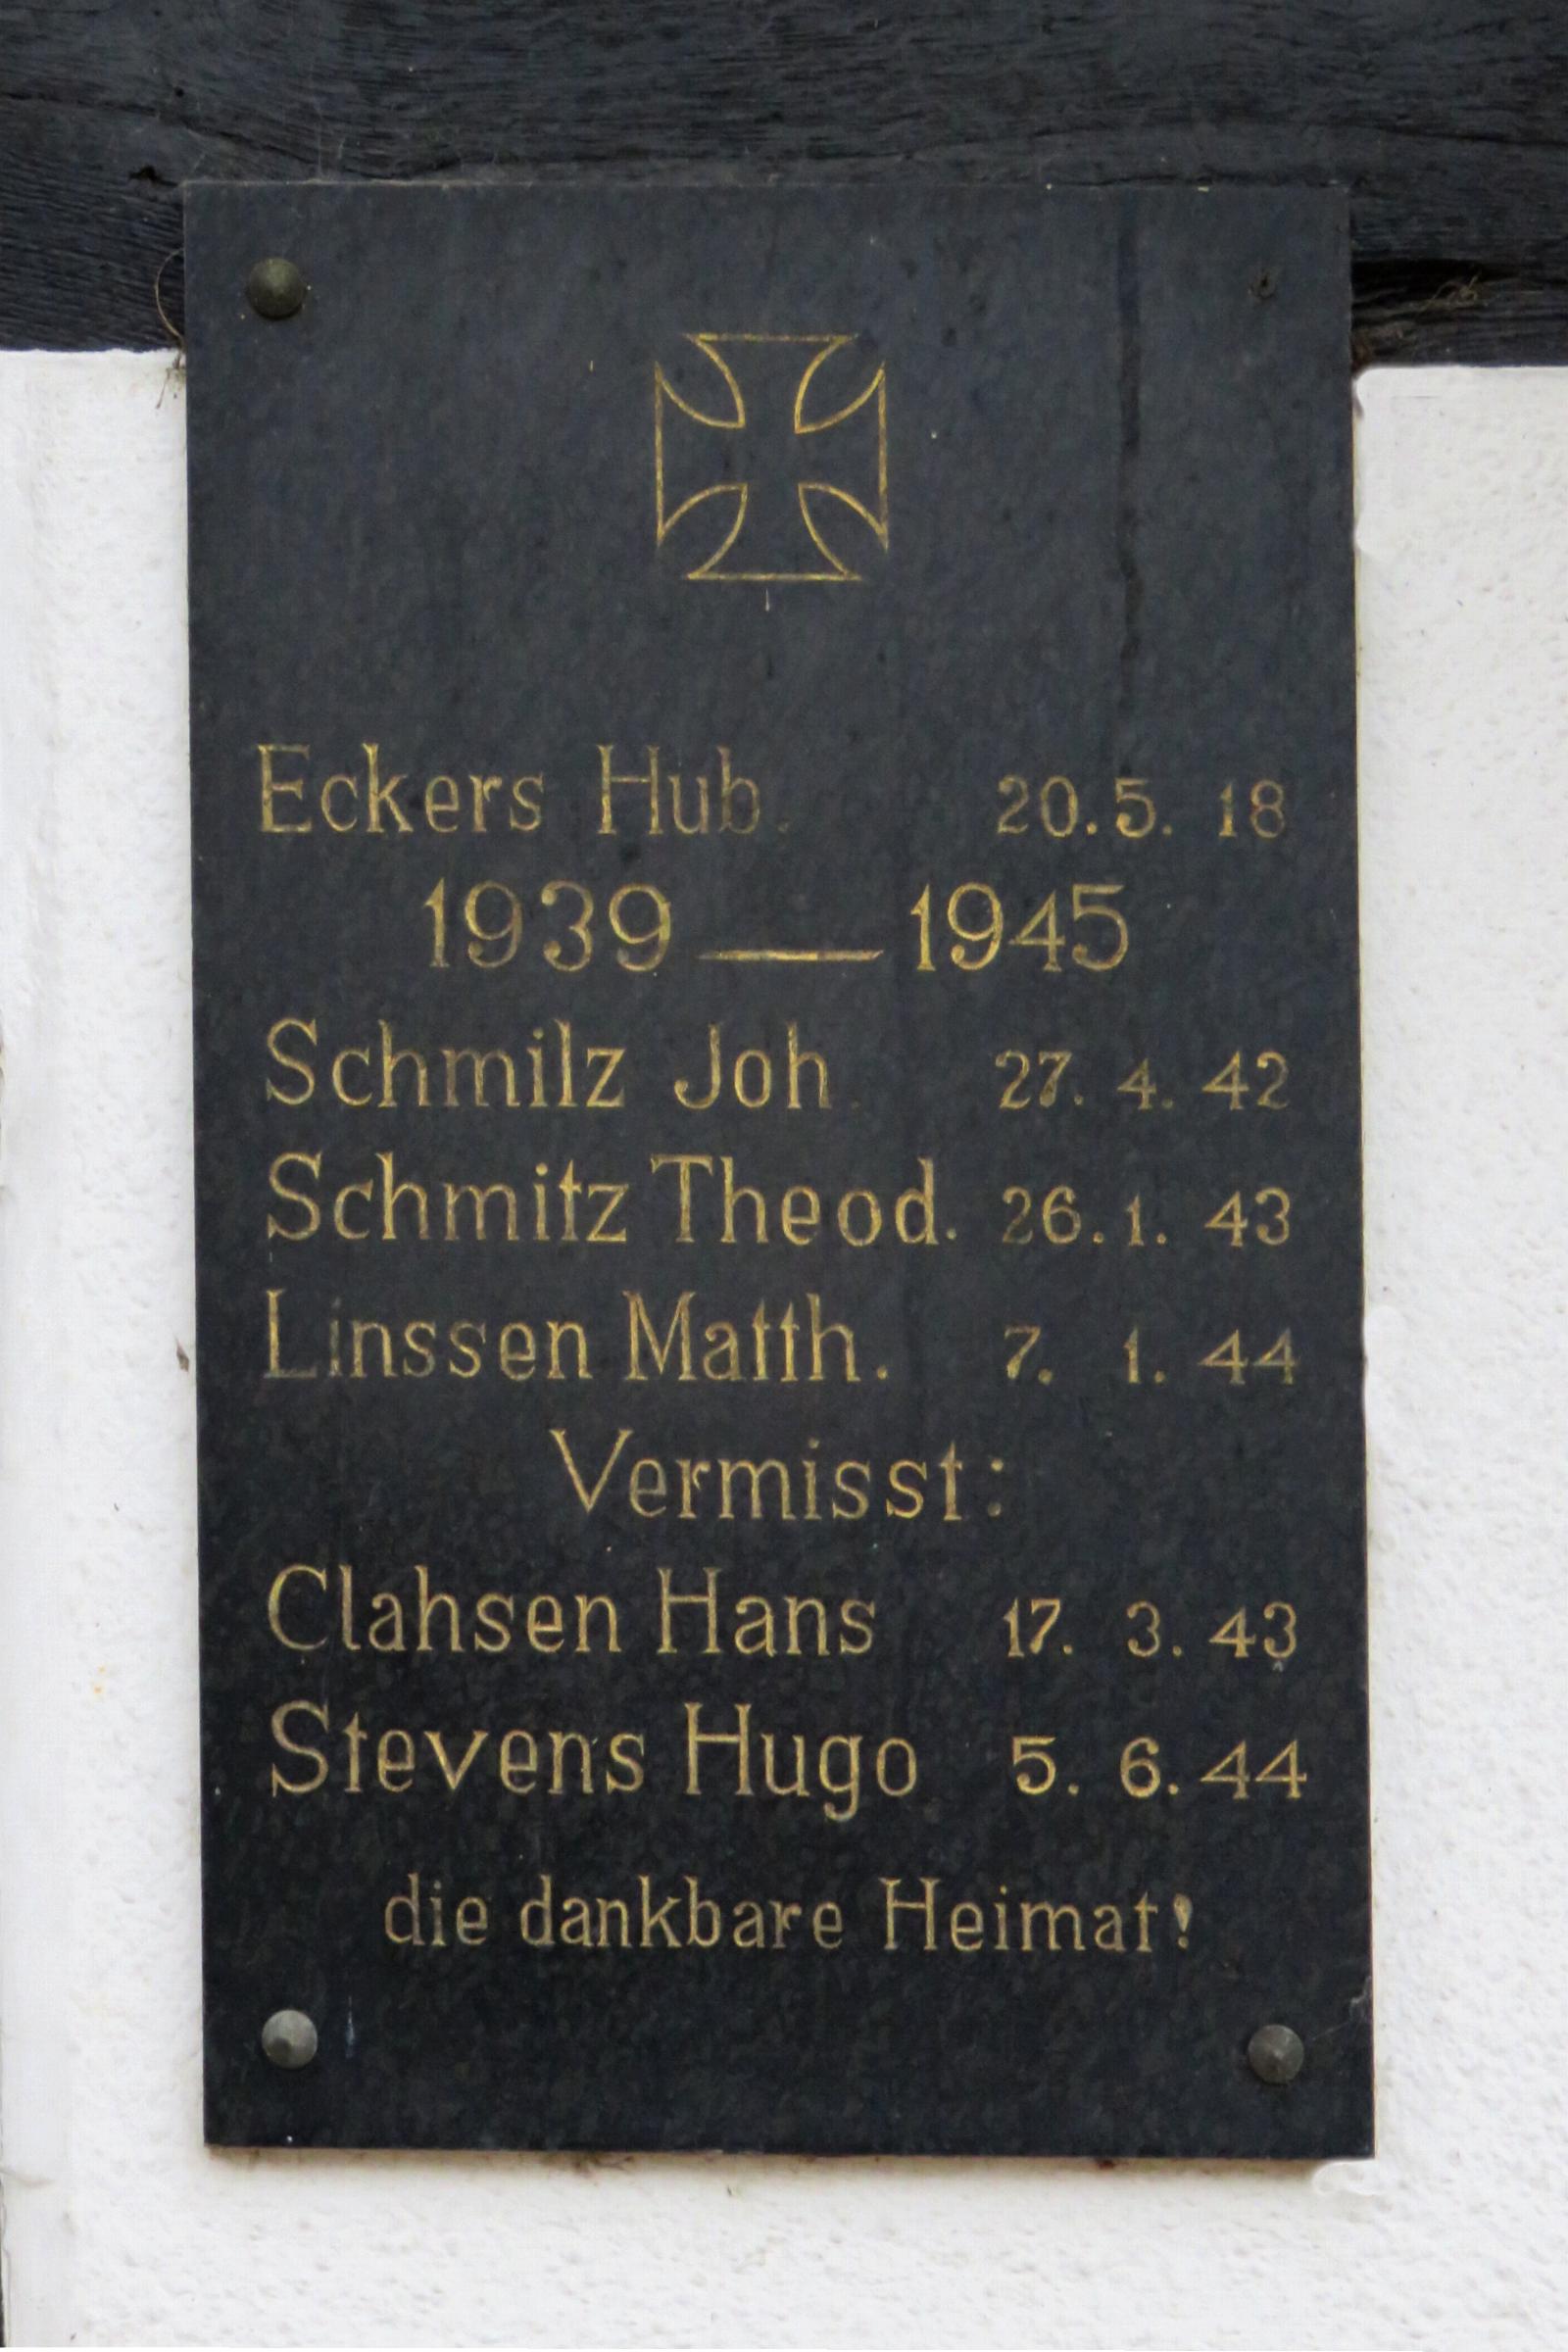 Eckers Hub. 20.5. 18
1939 — 1945
Schmilz Joh. 27. 4. 42
Schmitz Theod. 26. 1. 43
Linssen Matth. 7. 1. 44
Vermisst:
Clahsen Hans 17. 3. 43
Stevens Hugo 5. 6. 44
die dankbare Heimat!